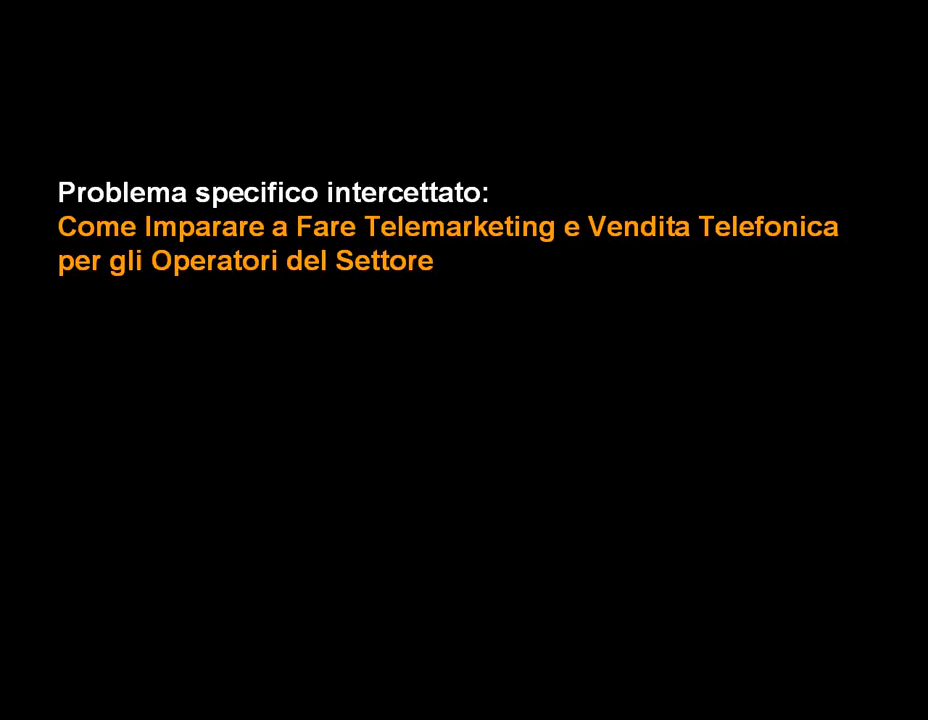 Problema specifico intercettato:
Come Imparare a Fare Telemarketing e Vendita Telefonica
per gli Operatori del Settore